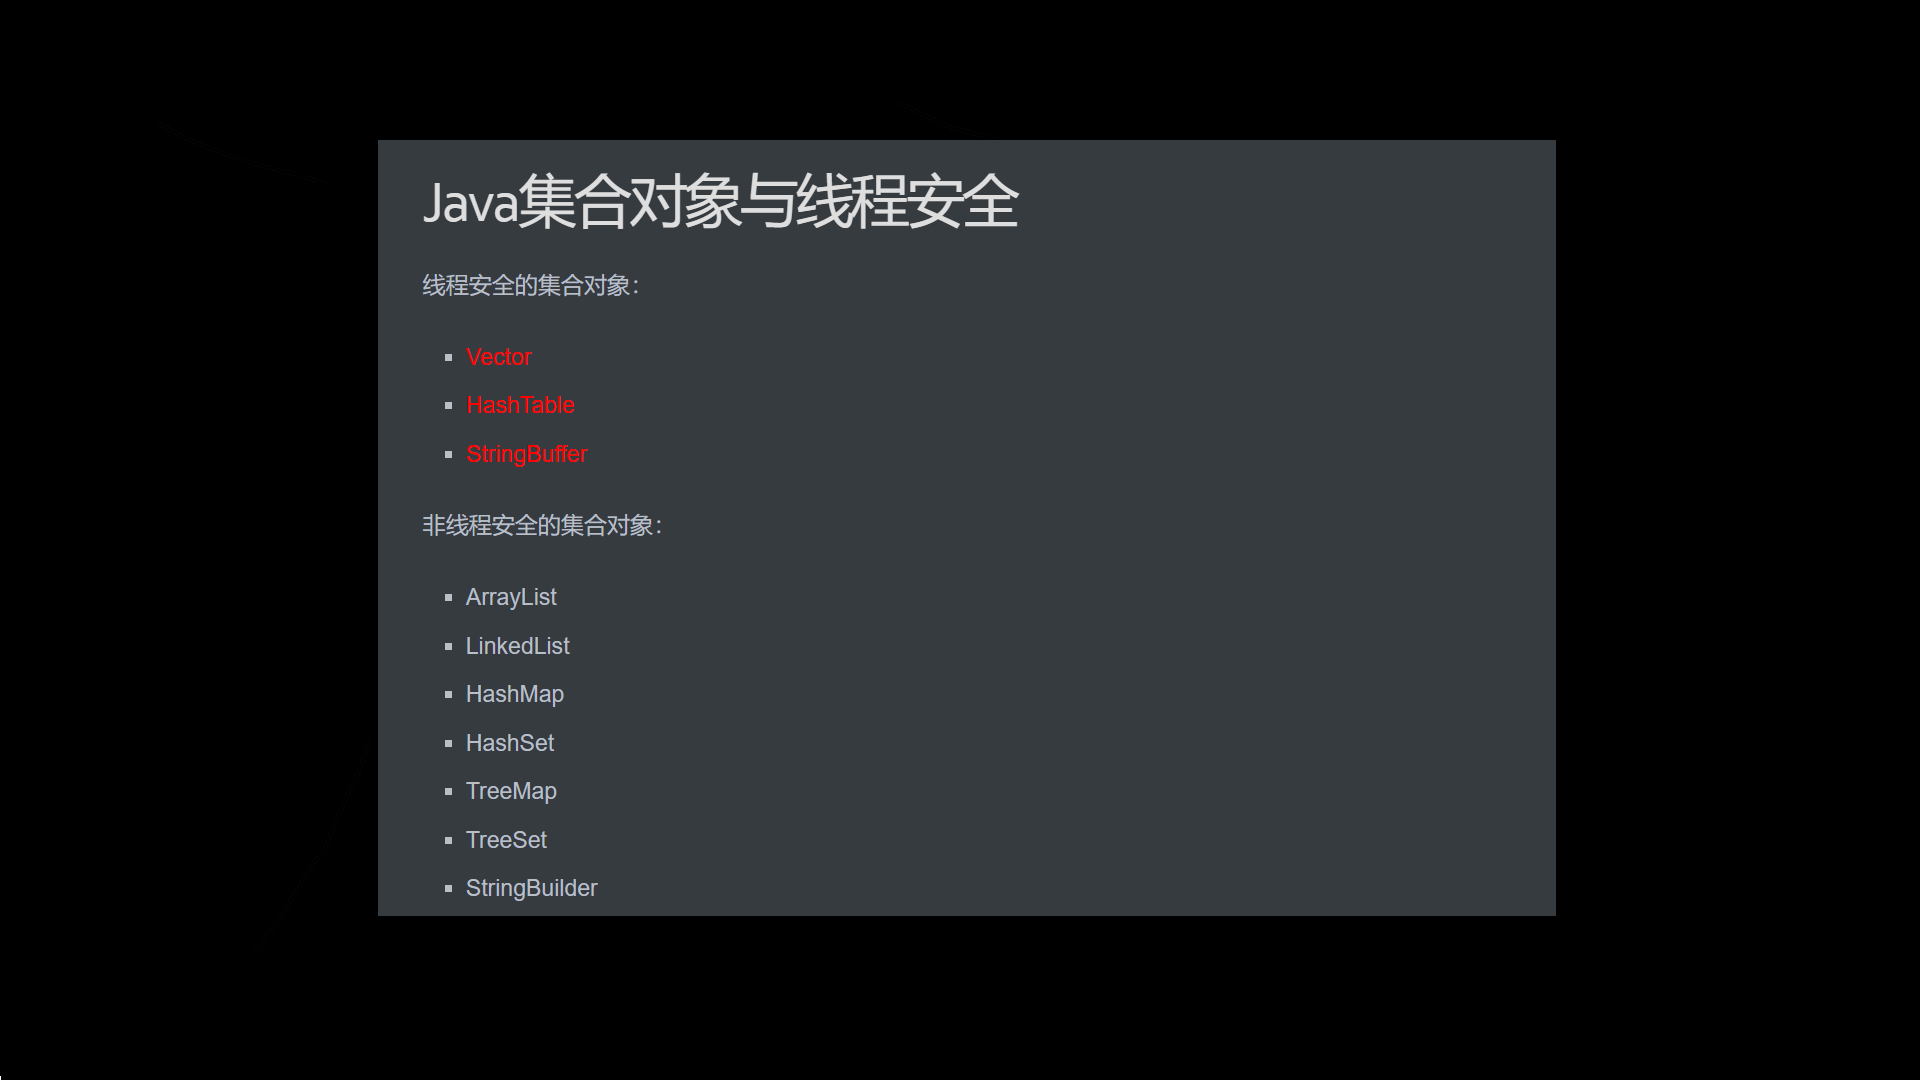 Java集合对象与线程安全
线程安全的集合对象：
Vector
HashTable
StringBuffer
非线程安全的集合对象：
ArrayList
LinkedList
HashMap
HashSet
TreeMap
TreeSet
StringBuilder